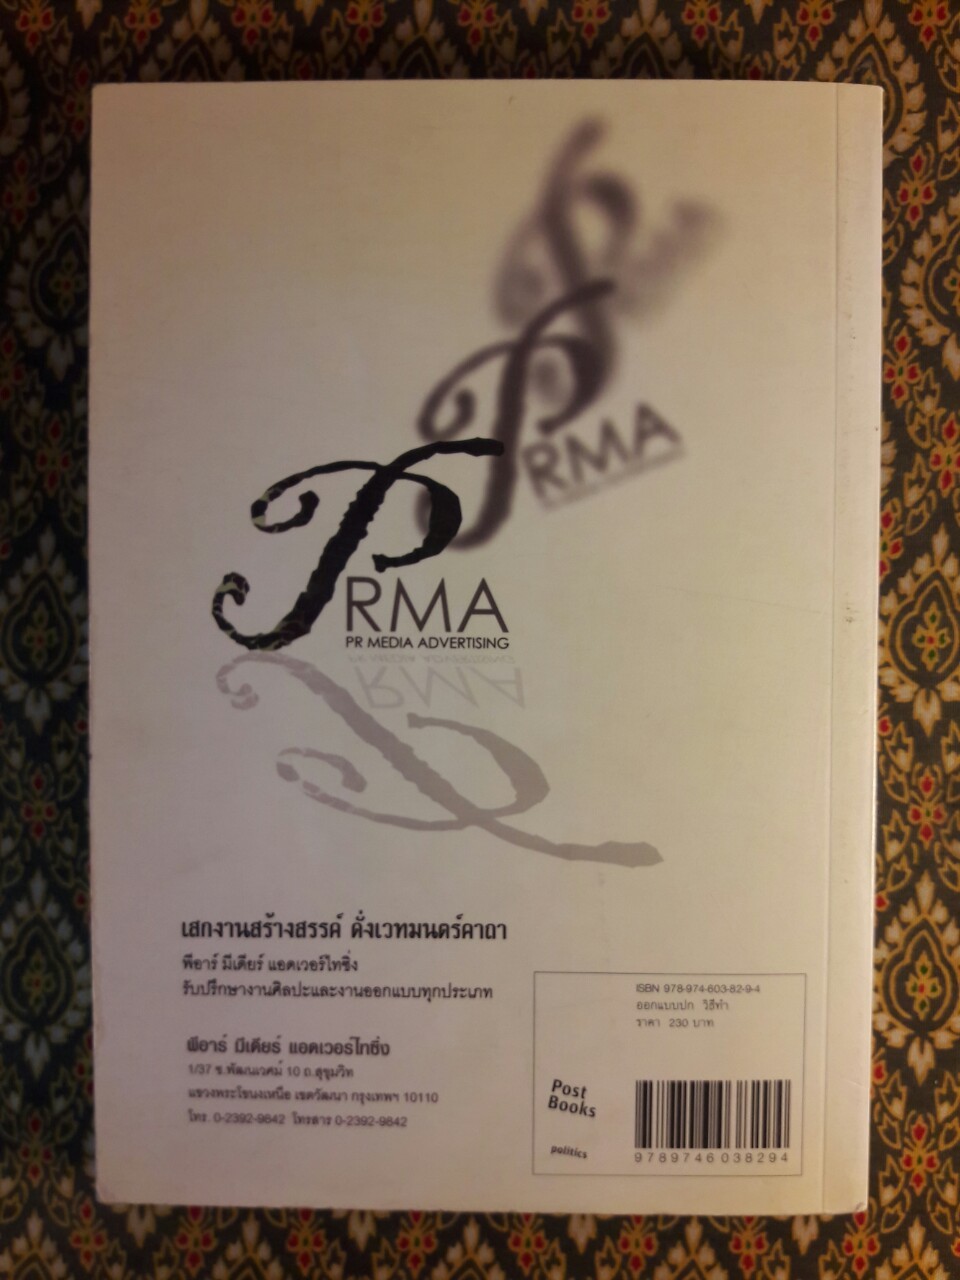 PRMA
PRMA
PR MEDIA ADVERTISING
PR MEDIA ADVERTISING
PRMA
เสกงานสร้างสรรค์ ดั่งเวทมนตร์คาถา
พีอาร์ มีเดียร์ แอดเวอร์ไทซิ่ง
รับปรึกษางานศิลปะและงานออกแบบทุกประเภท
พีอาร์ มีเดียร์ แอดเวอร์ไทซิ่ง
1/37 ซ.พัฒนเวศม์ 10 ถ.สุขุมวิท
แขวงพระโขนงเหนือ เขตวัฒนา กรุงเทพฯ 10110
โทร. 0-2392-9642 โทรสาร 0-2392-9642
ISBN 978-974-603-82-9-4
ออกแบบปก วิธีทำ
ราคา 230 บาท
Post
Books
politics
9789746038294